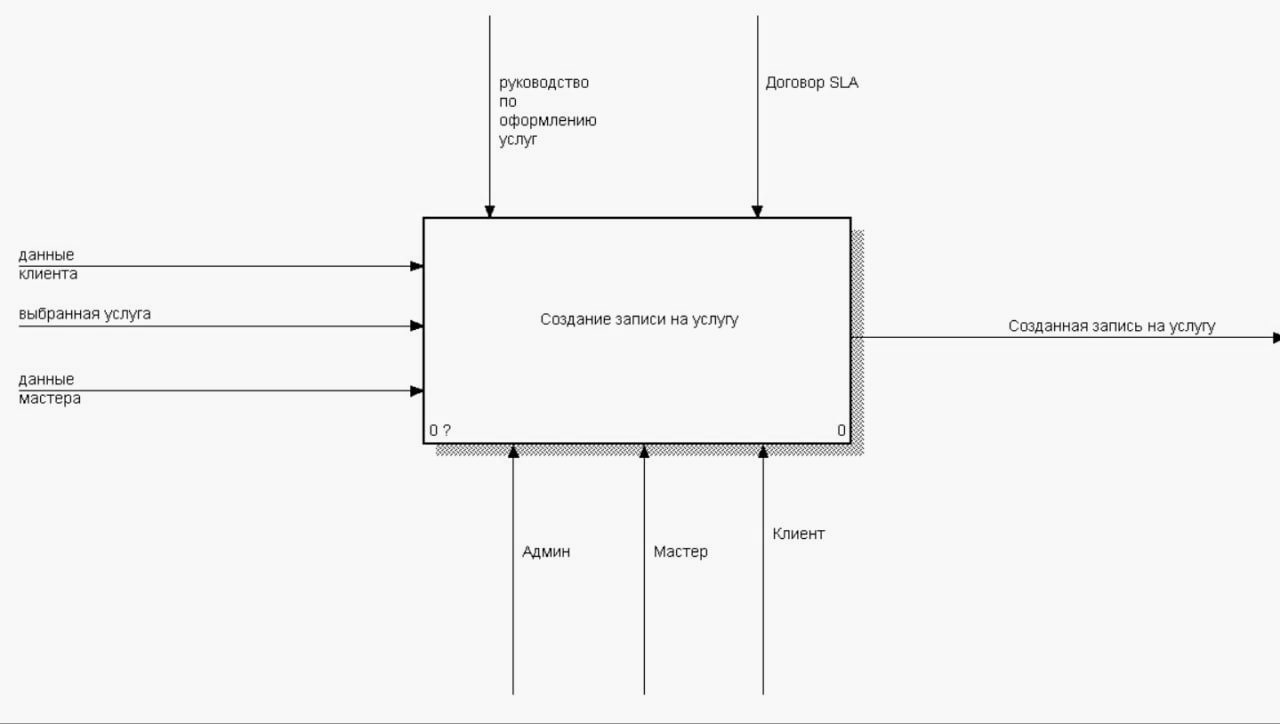 руководство
по
оформлению
услуг
Договор SLA
данные
клиента
выбранная услуга
данные
мастера
Создание записи на услугу
0 ?
0
Созданная запись на услугу
Админ
Мастер
Клиент